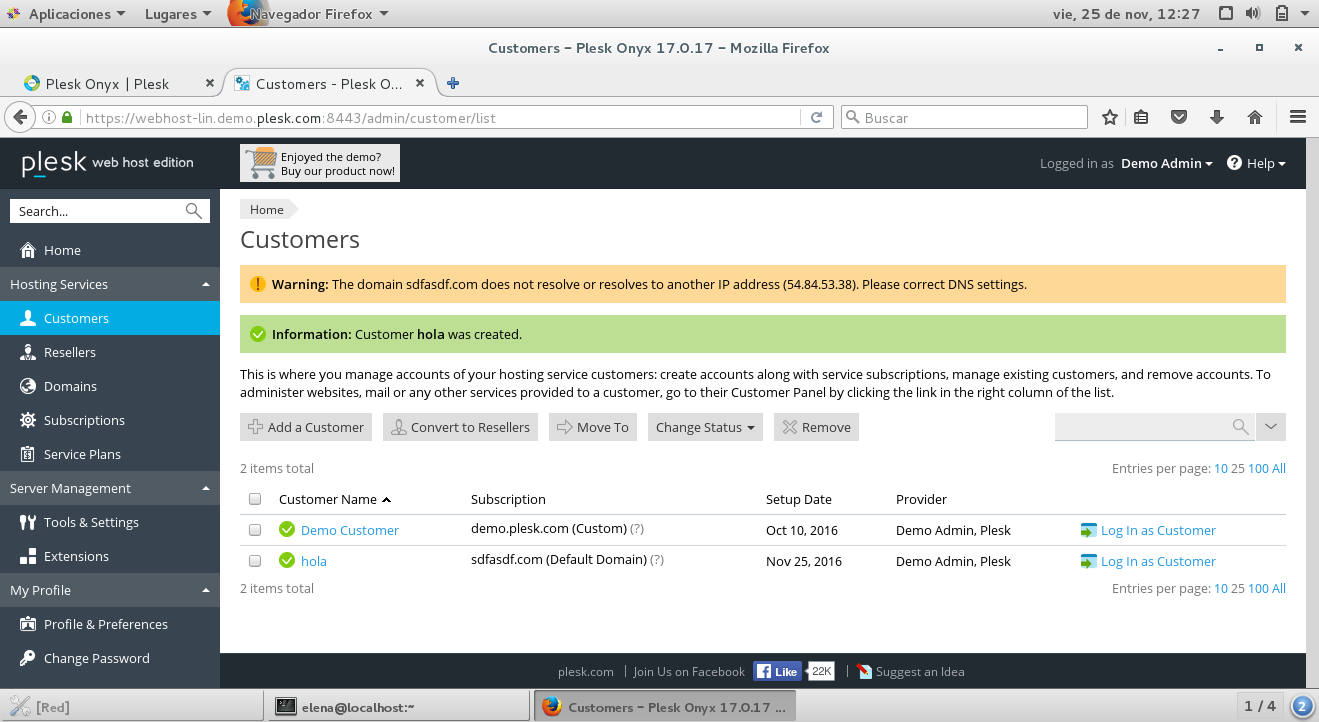 Aplicaciones Lugares Navegador Firefox vie, 25 de nov, 12:27
Customers - Plesk Onyx 17.0.17 - Mozilla Firefox
Plesk Onyx | Plesk Customers - Plesk O...
https://webhost-lin.demo.plesk.com:8443/admin/customer/list Buscar
plesk web host edition
Enjoyed the demo?
Buy our product now!
Logged in as Demo Admin Help
Search...
Home
Hosting Services
Customers
Resellers
Domains
Subscriptions
Service Plans
Server Management
Tools & Settings
Extensions
My Profile
Profile & Preferences
Change Password
Home
Customers
Warning: The domain sdfasdf.com does not resolve or resolves to another IP address (54.84.53.38). Please correct DNS settings.
Information: Customer hola was created.
This is where you manage accounts of your hosting service customers: create accounts along with service subscriptions, manage existing customers, and remove accounts. To
administer websites, mail or any other services provided to a customer, go to their Customer Panel by clicking the link in the right column of the list.
Add a Customer Convert to Resellers Move To Change Status Remove
2 items total Entries per page: 10 25 100 All
Customer Name Subscription Setup Date Provider
Demo Customer demo.plesk.com (Custom) (?) Oct 10, 2016 Demo Admin, Plesk Log In as Customer
hola sdfasdf.com (Default Domain) (?) Nov 25, 2016 Demo Admin, Plesk Log In as Customer
2 items total Entries per page: 10 25 100 All
plesk.com | Join Us on Facebook Like 22K | Suggest an Idea
[Red] elena@localhost:~ Customers - Plesk Onyx 17.0.17 ... 1 / 4 2